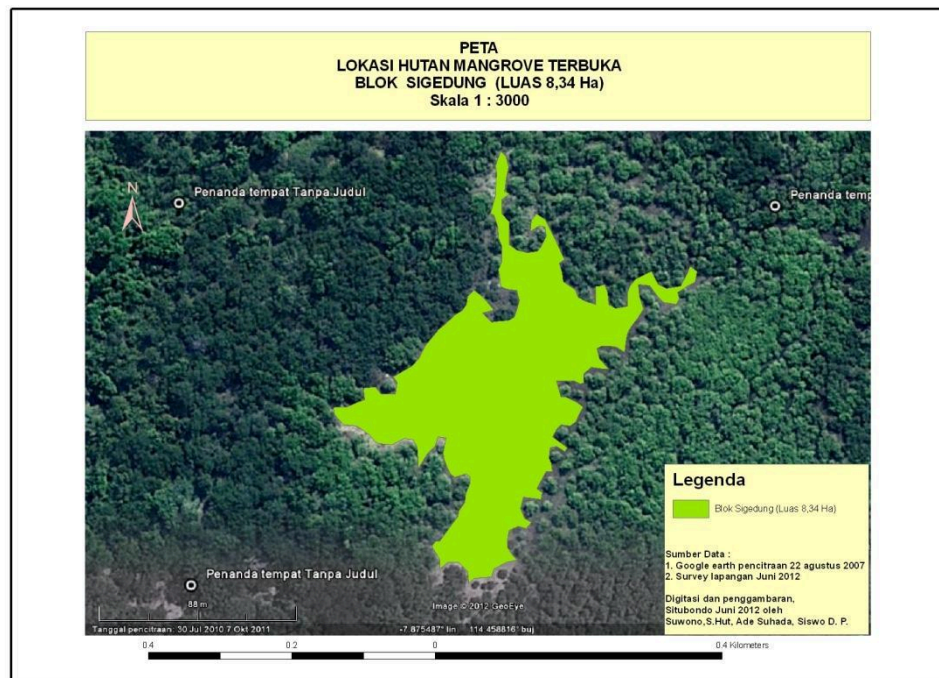 PETA
LOKASI HUTAN MANGROVE TERBUKA
BLOK SIGEDUNG (LUAS 8,34 Ha)
Skala 1 : 3000
N
Penanda tempat Tanpa Judul
Penanda temp
Penanda tempat Tanpa Judul
88 m
Image © 2012 GeoEye
Tanggal pencitraan: 30 Jul 2010 7 Okt 2011
-7.875487° lin 114.458816° buj
Legenda
Blok Sigedung (Luas 8,34 Ha)
Sumber Data :
1. Google earth pencitraan 22 agustus 2007
2. Survey lapangan Juni 2012
Digitasi dan penggambaran,
Situbondo Juni 2012 oleh
Suwono,S.Hut, Ade Suhada, Siswo D. P.
0.4 0.2 0 0.4 Kilometers